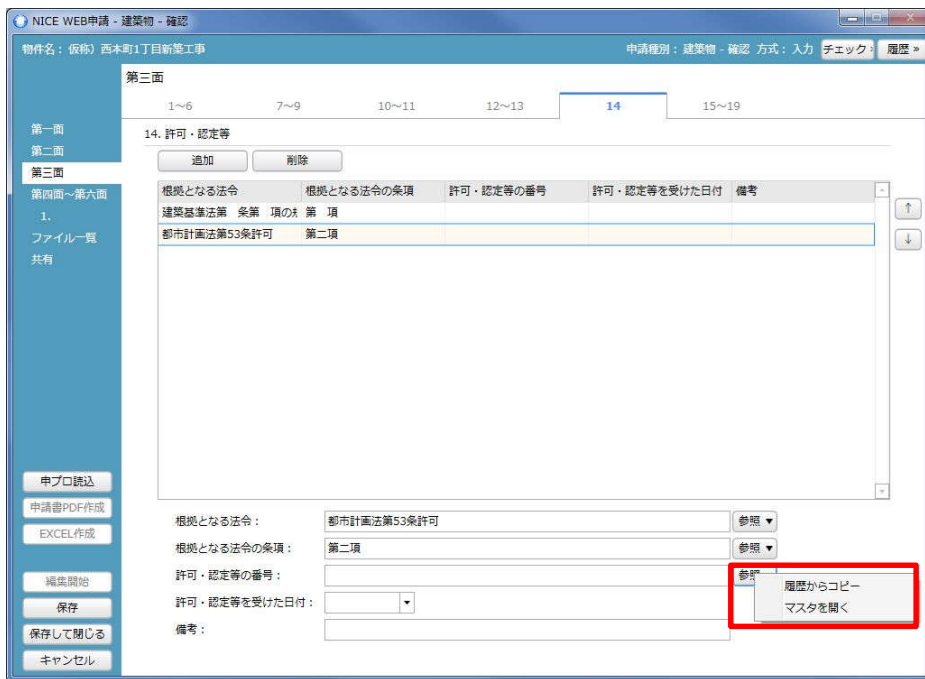 NICE WEB申請 - 建築物 - 確認
物件名：仮称）西本町1丁目新築工事
申請種別：建築物 - 確認 方式：入力
チェック
履歴 »
第三面
1～6
7～9
10～11
12～13
14
15～19
第一面
第二面
第三面
第四面～第六面
1.
ファイル一覧
共有
14. 許可・認定等
追加
削除
根拠となる法令
根拠となる法令の条項
許可・認定等の番号
許可・認定等を受けた日付
備考
建築基準法第　条第　項の
第　項
都市計画法第53条許可
第二項
↑
↓
申プロ読込
申請書PDF作成
EXCEL作成
編集開始
保存
保存して閉じる
キャンセル
根拠となる法令：
都市計画法第53条許可
参照 ▼
根拠となる法令の条項：
第二項
参照 ▼
許可・認定等の番号：
参照
履歴からコピー
マスタを開く
許可・認定等を受けた日付：
備考：